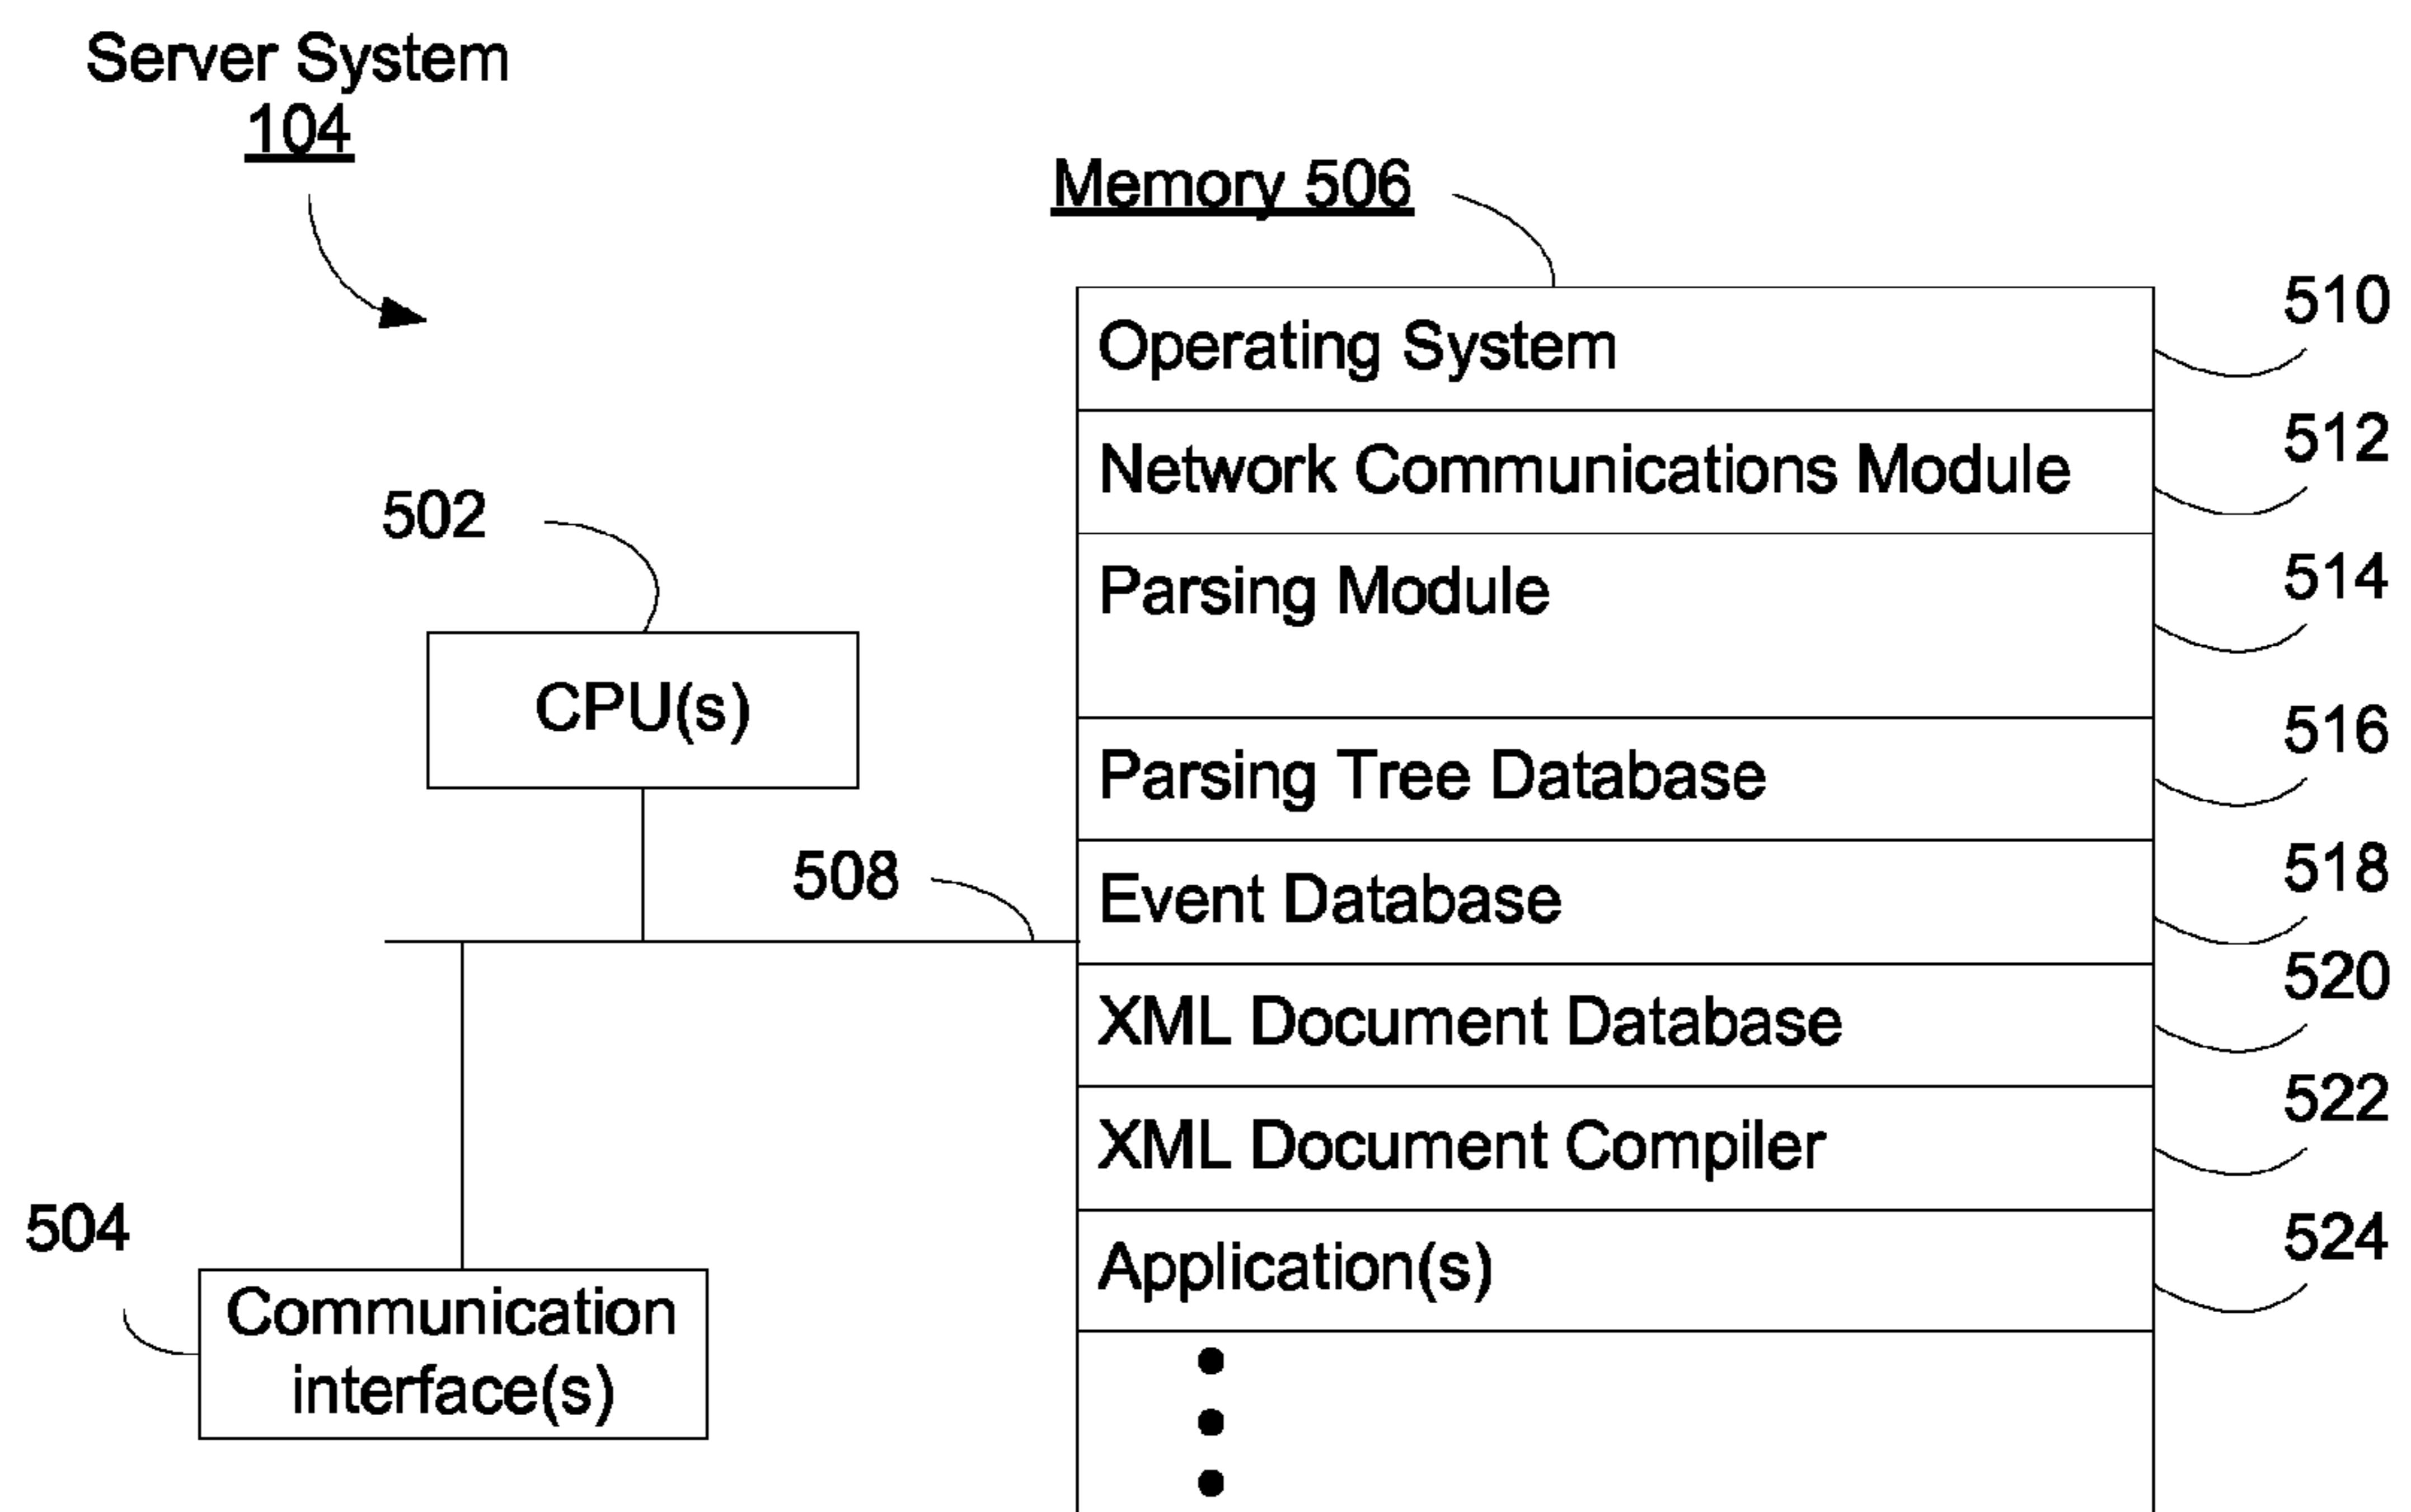 Server System
104
Memory 506
510
Operating System
512
Network Communications Module
502
514
Parsing Module
CPU(s)
516
Parsing Tree Database
508
518
Event Database
520
XML Document Database
522
XML Document Compiler
504
524
Application(s)
Communication
interface(s)